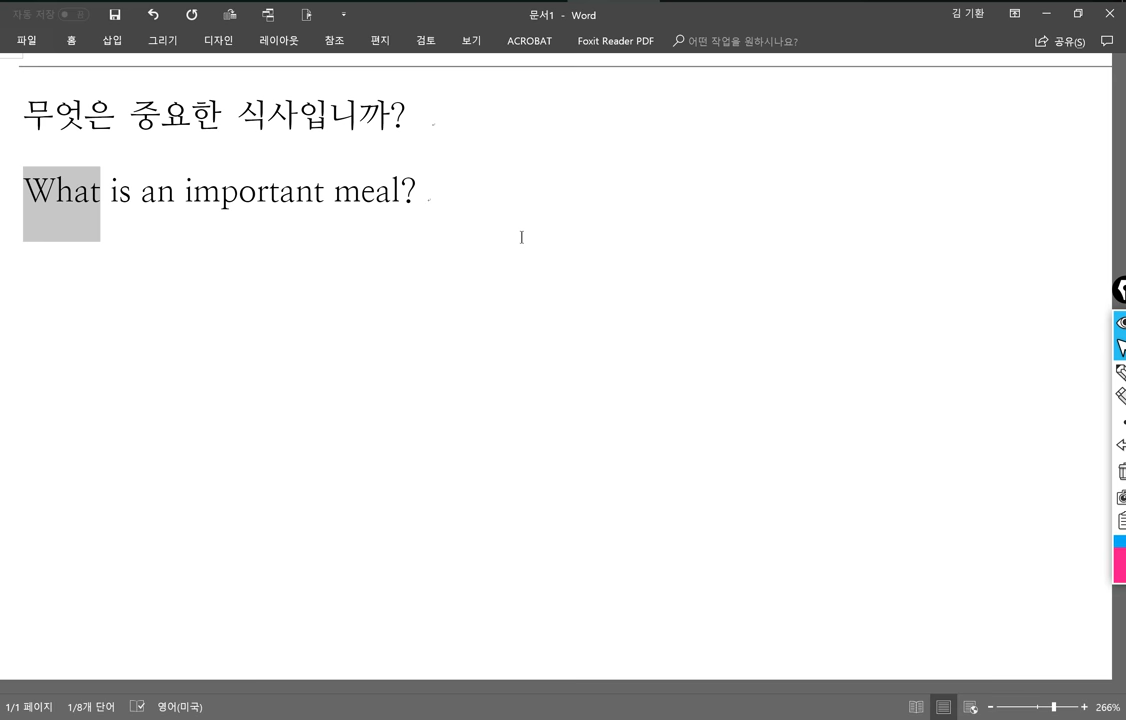 자동 저장
문서1 - Word
김 기환
파일 홈 삽입 그리기 디자인 레이아웃 참조 편지 검토 보기 ACROBAT Foxit Reader PDF 어떤 작업을 원하시나요? 공유(S)
무엇은 중요한 식사입니까?
What is an important meal?
1/1 페이지 1/8개 단어 영어(미국) 266%